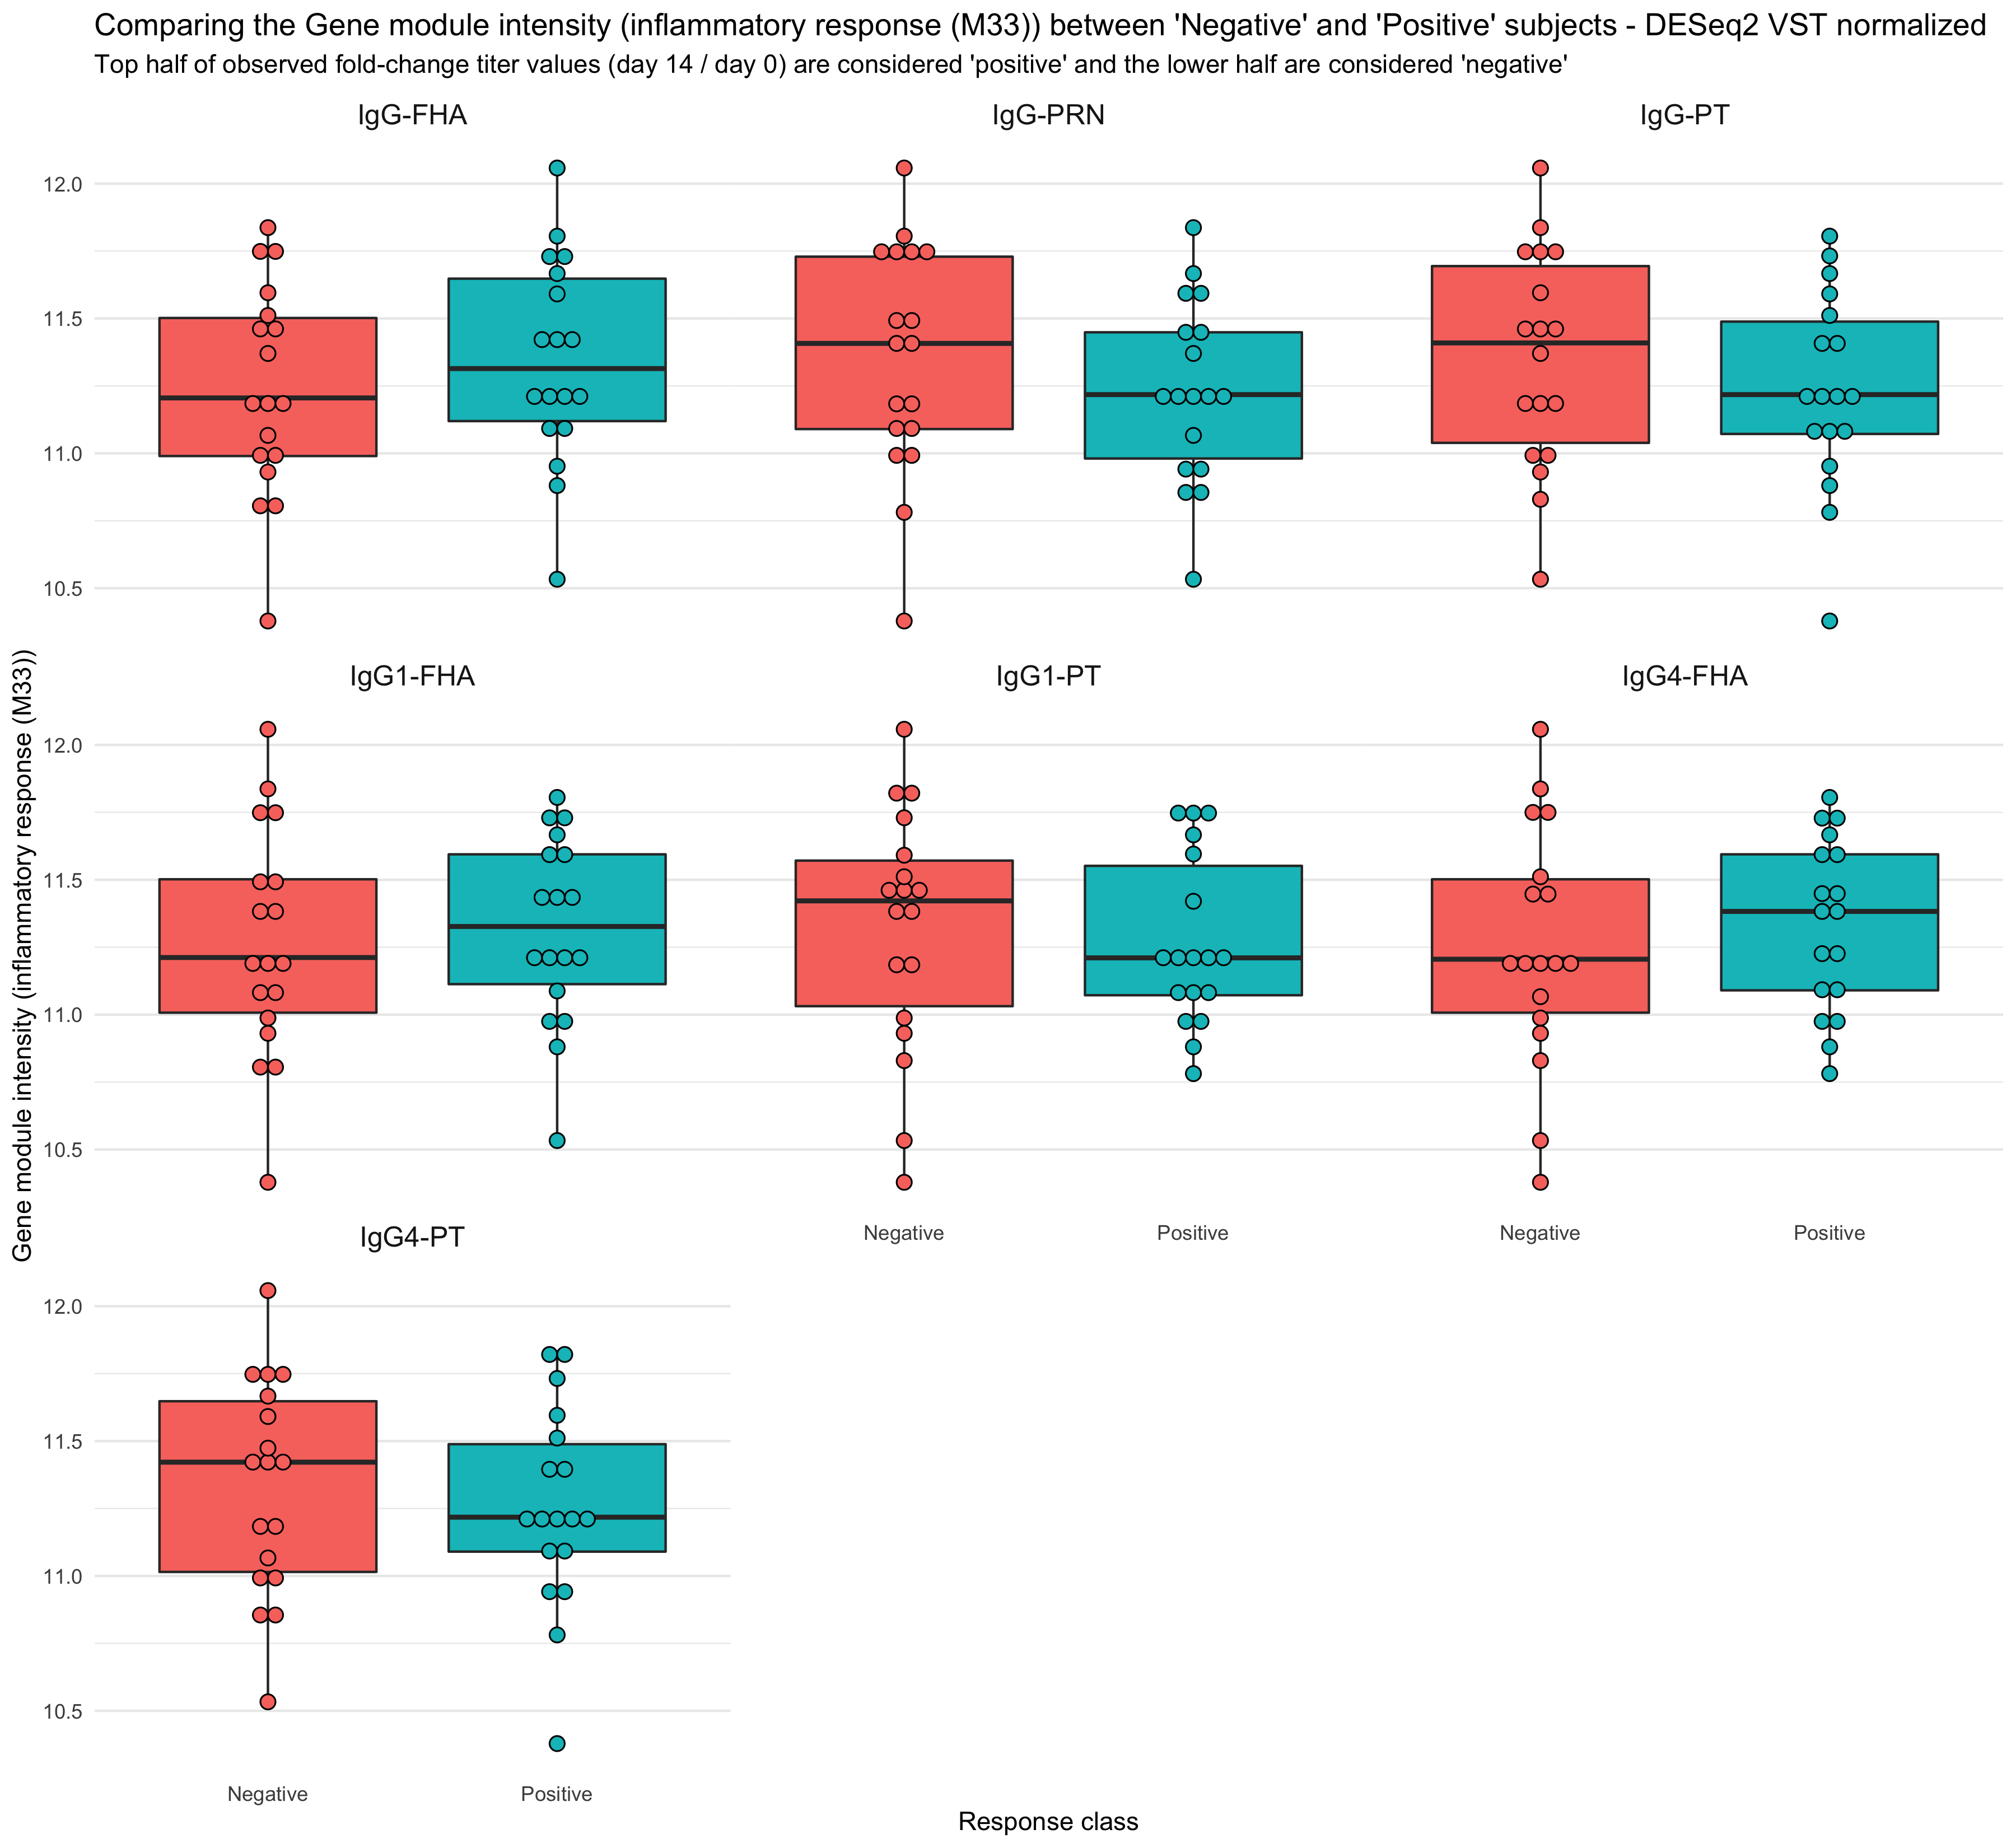 Comparing the Gene module intensity (inflammatory response (M33)) between 'Negative' and 'Positive' subjects - DESeq2 VST normalized
Top half of observed fold-change titer values (day 14 / day 0) are considered 'positive' and the lower half are considered 'negative'
IgG-FHA
IgG-PRN
IgG-PT
12.0
11.5
11.0
10.5
IgG1-FHA
IgG1-PT
IgG4-FHA
12.0
11.5
11.0
10.5
Negative
Positive
Negative
Positive
IgG4-PT
12.0
11.5
11.0
10.5
Negative
Positive
Gene module intensity (inflammatory response (M33))
Response class